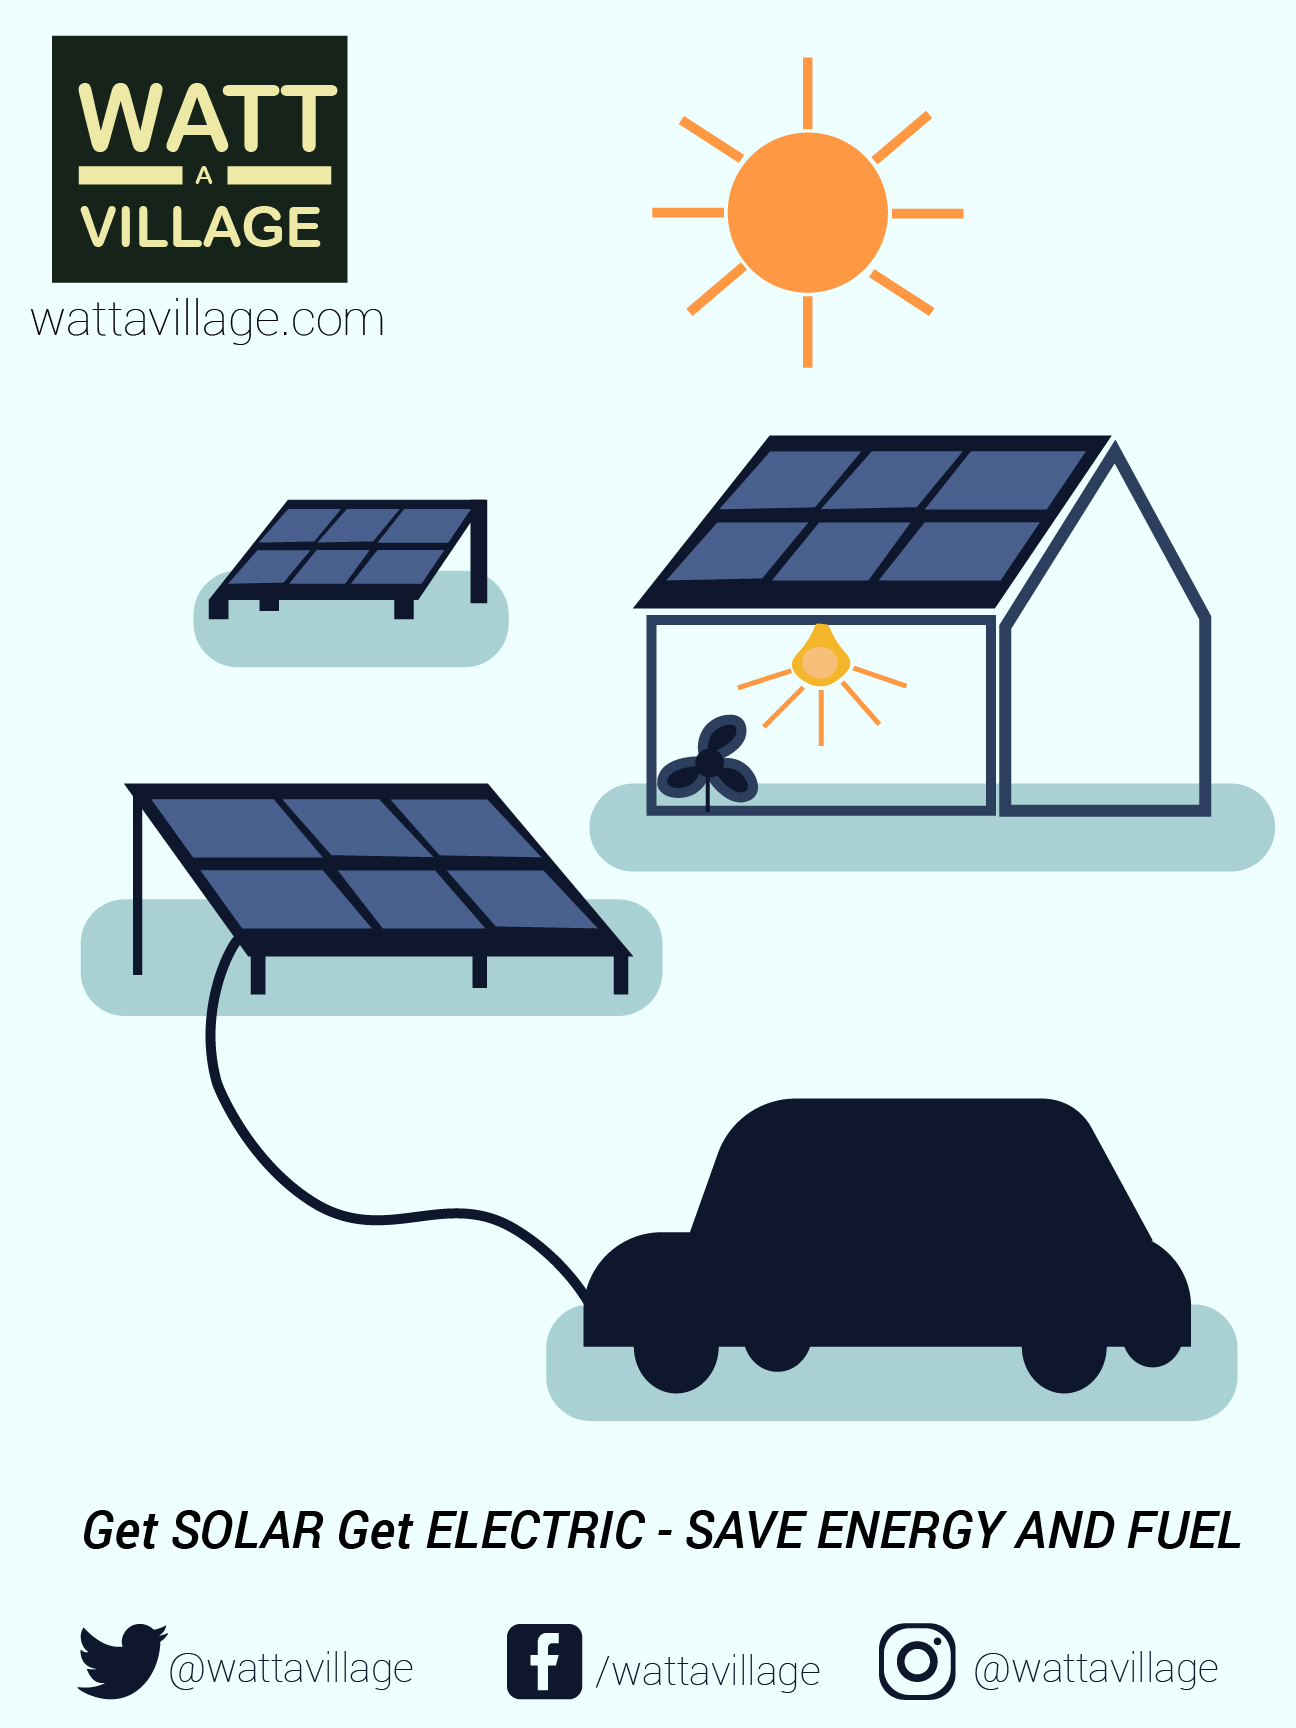 WATT
A
VILLAGE
wattavillage.com
Get SOLAR Get ELECTRIC - SAVE ENERGY AND FUEL
@wattavillage
/wattavillage
@wattavillage